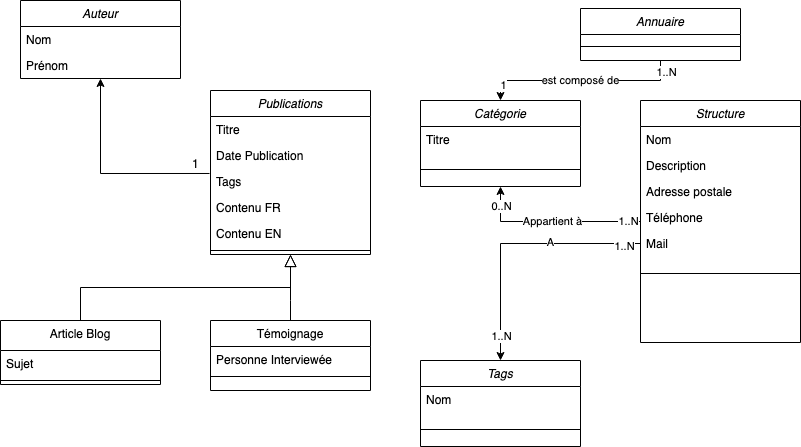 Auteur
Nom
Prénom
1
Publications
Titre
Date Publication
Tags
Contenu FR
Contenu EN
Article Blog
Sujet
Témoignage
Personne Interviewée
Annuaire
1..N
est composé de
1
Catégorie
Titre
Structure
Nom
Description
Adresse postale
Téléphone
Mail
0..N
Appartient à
1..N
A
1..N
1..N
Tags
Nom